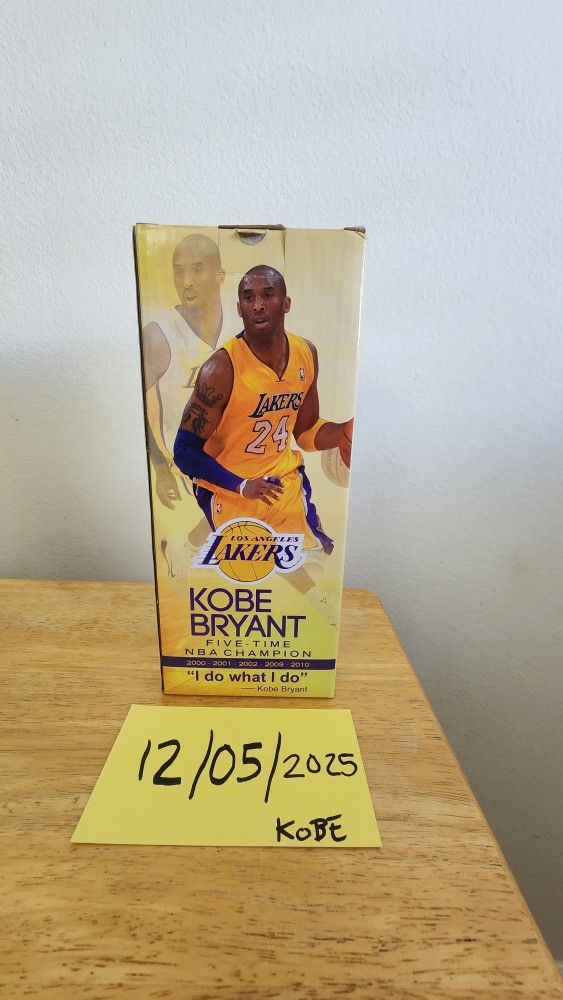 LAKERS
24
LOS ANGELES
LAKERS
KOBE
BRYANT
FIVE-TIME
NBA CHAMPION
2000 · 2001 · 2002 · 2009 · 2010
"I do what I do"
— Kobe Bryant
12/05/2025
KOBE